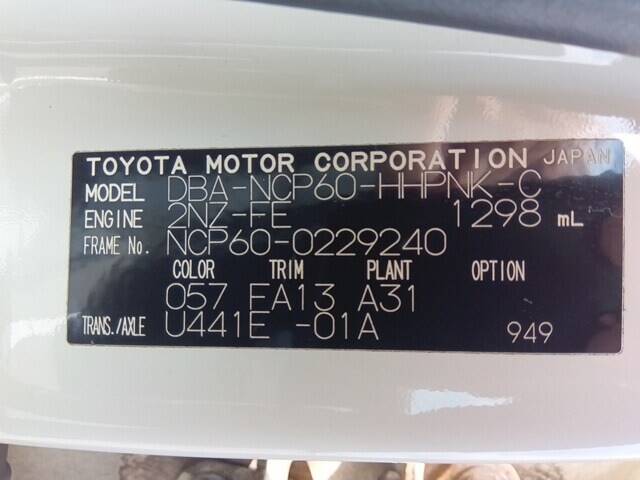 TOYOTA MOTOR CORPORATION JAPAN
MODEL DBA-NCP60-HHPNK-C
ENGINE 2NZ-FE 1298 mL
FRAME No. NCP60-0229240
COLOR TRIM PLANT OPTION
057 FA13 A31
TRANS./AXLE U441E -01A 949